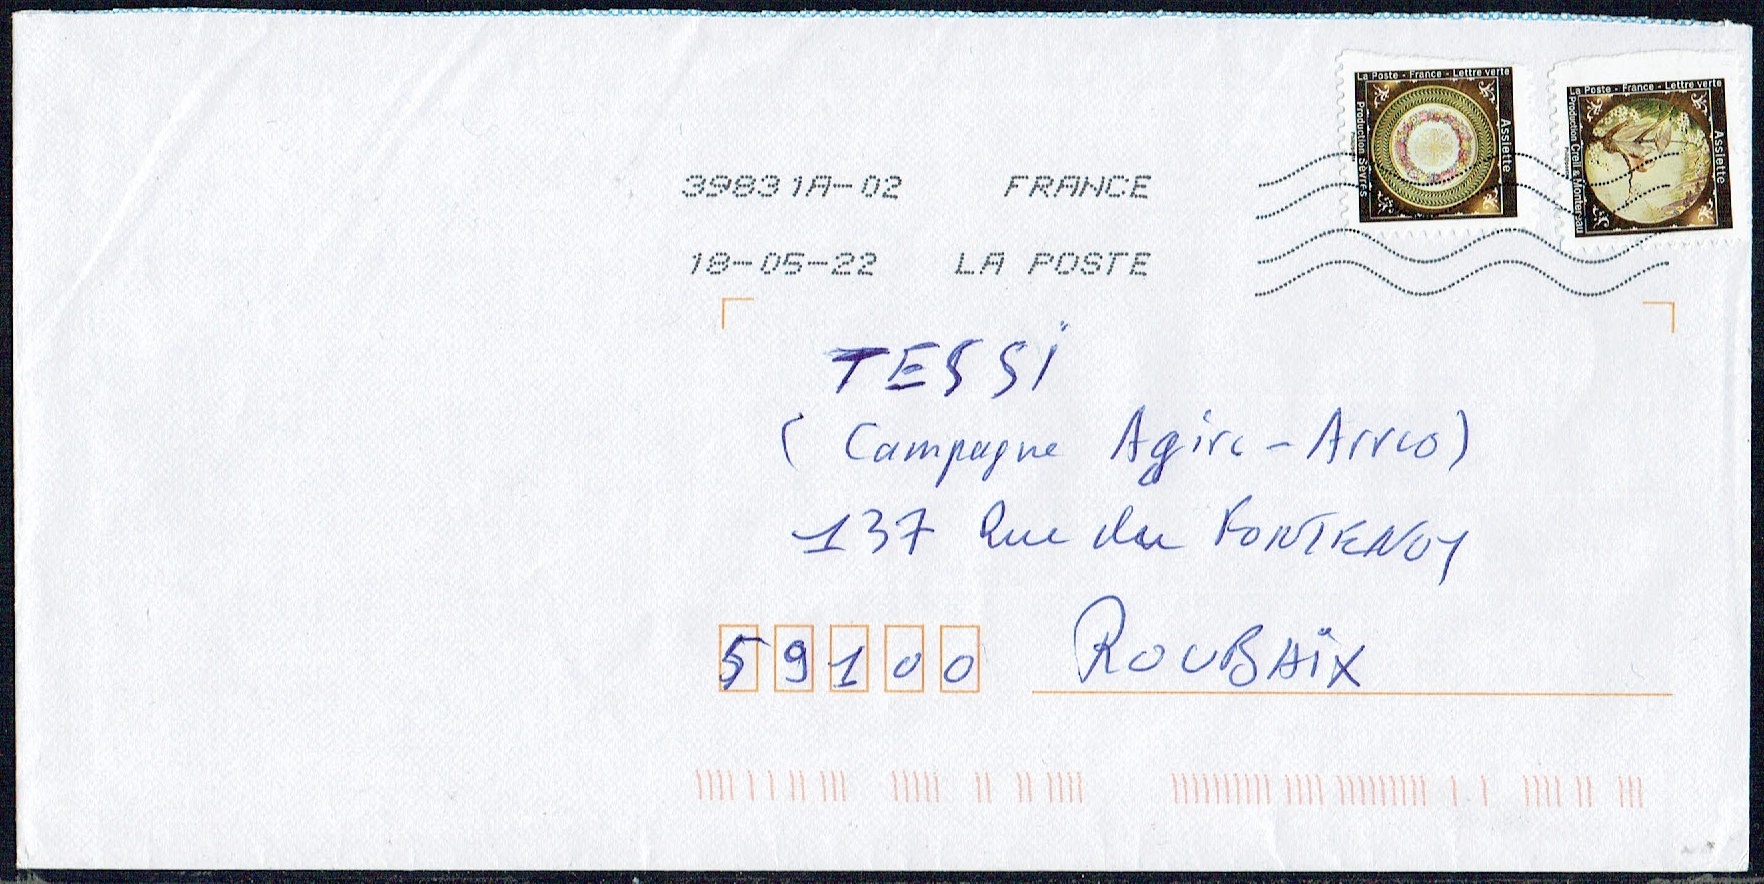 La Poste - France - Lettre verte
Assiette
Production Sèvres
La Poste - France - Lettre verte
Assiette
Production Creil & Montereau
39831A-02 FRANCE
18-05-22 LA POSTE
TESSI
(Campagne Agirc-Arrco)
137 Rue du FONTENOY
59100 ROUBAIX